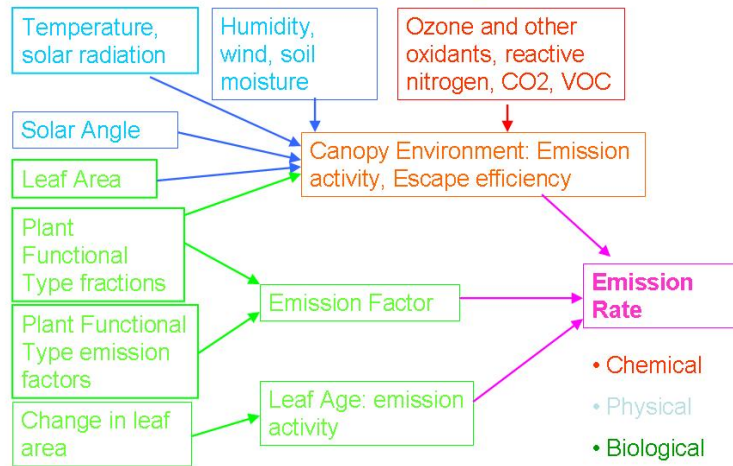 Temperature,
solar radiation
Humidity,
wind, soil
moisture
Ozone and other
oxidants, reactive
nitrogen, CO2, VOC
Solar Angle
Canopy Environment: Emission
activity, Escape efficiency
Leaf Area
Plant
Functional
Type fractions
Emission Factor
Emission
Rate
Plant Functional
Type emission
factors
Leaf Age: emission
activity
Change in leaf
area
• Chemical
• Physical
• Biological